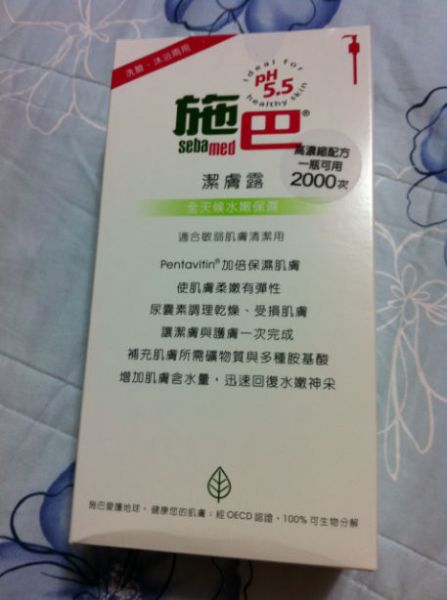 洗臉、沐浴兩用
ideal for
pH
5.5
healthy skin
施巴®
sebamed
高濃縮配方
一瓶可用
2000次
潔膚露
全天候水嫩保濕
適合敏弱肌膚清潔用
Pentavitin®加倍保濕肌膚
使肌膚柔嫩有彈性
尿囊素調理乾燥、受損肌膚
讓潔膚與護膚一次完成
補充肌膚所需礦物質與多種胺基酸
增加肌膚含水量，迅速回復水嫩神采
施巴愛護地球，健康您的肌膚；經OECD認證，100%可生物分解